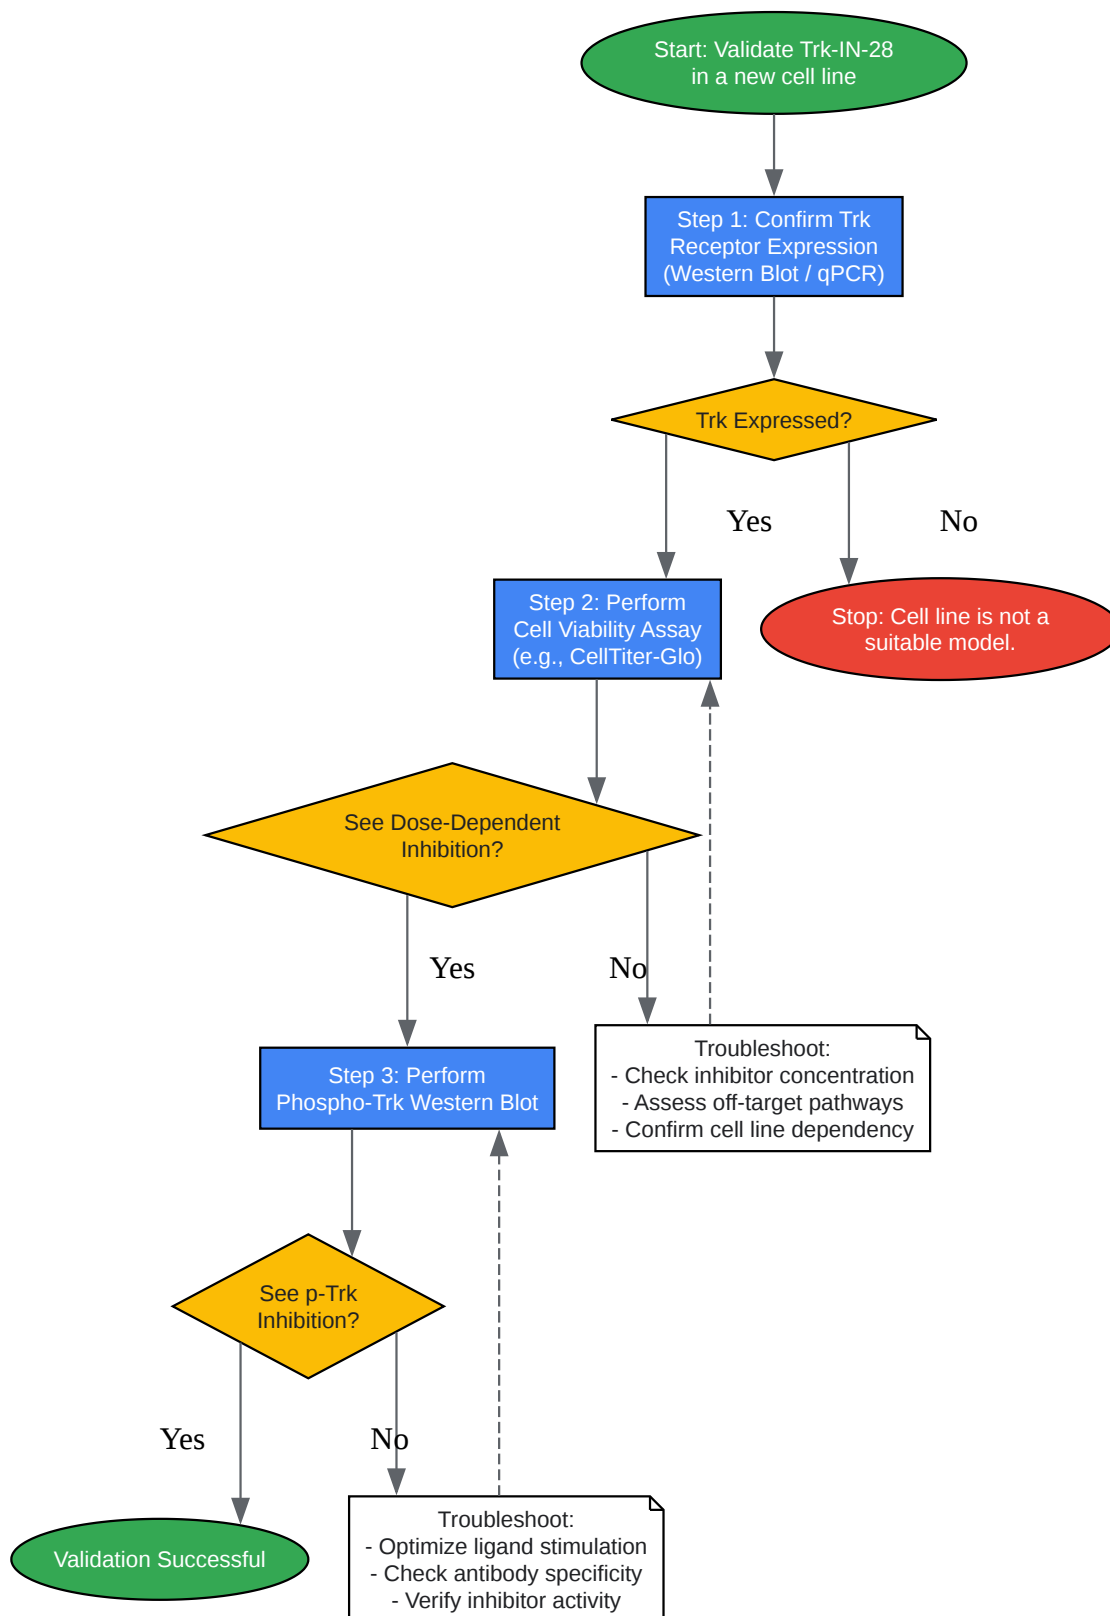 Start: Validate Trk-IN-28
in a new cell line
Step 1: Confirm Trk
Receptor Expression
(Western Blot / qPCR)
Trk Expressed?
Yes
No
Step 2: Perform
Cell Viability Assay
(e.g., CellTiter-Glo)
Stop: Cell line is not a
suitable model.
See Dose-Dependent
Inhibition?
Yes
No
Step 3: Perform
Phospho-Trk Western Blot
Troubleshoot:
- Check inhibitor concentration
- Assess off-target pathways
- Confirm cell line dependency
See p-Trk
Inhibition?
Yes
No
Validation Successful
Troubleshoot:
- Optimize ligand stimulation
- Check antibody specificity
- Verify inhibitor activity